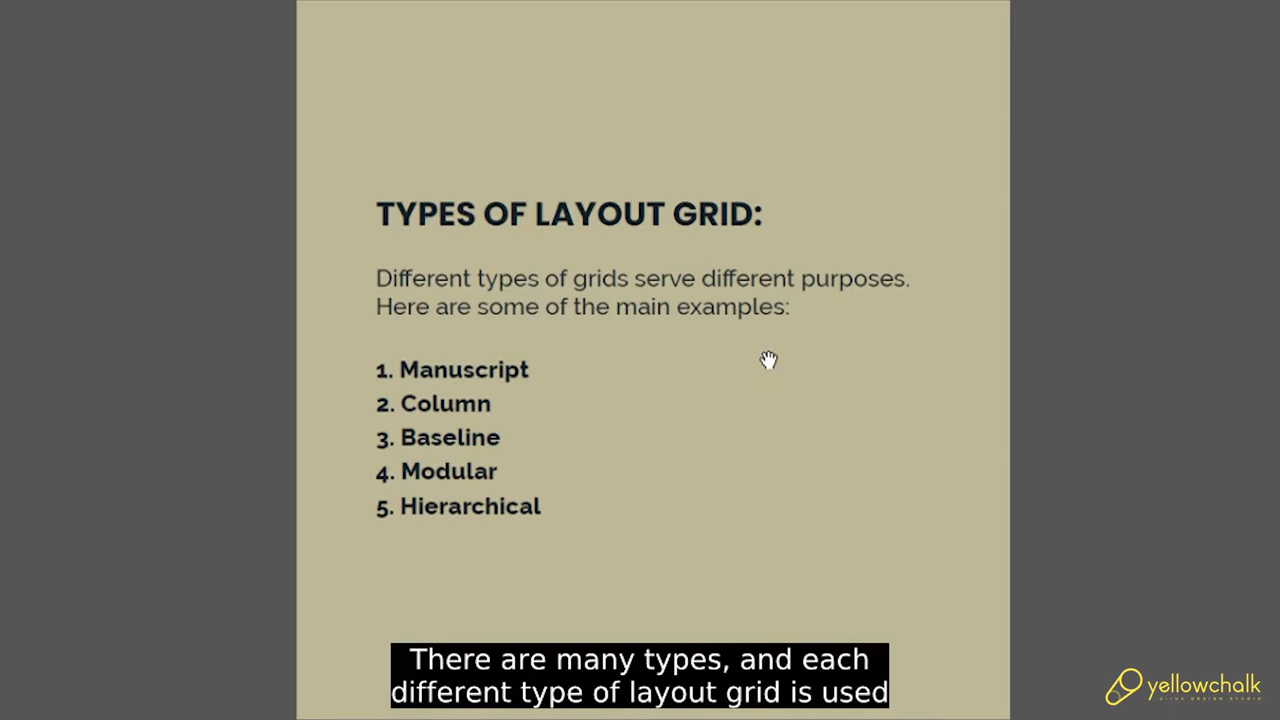 TYPES OF LAYOUT GRID:
Different types of grids serve different purposes.
Here are some of the main examples:
1. Manuscript
2. Column
3. Baseline
4. Modular
5. Hierarchical
There are many types, and each
different type of layout grid is used
yellowchalk